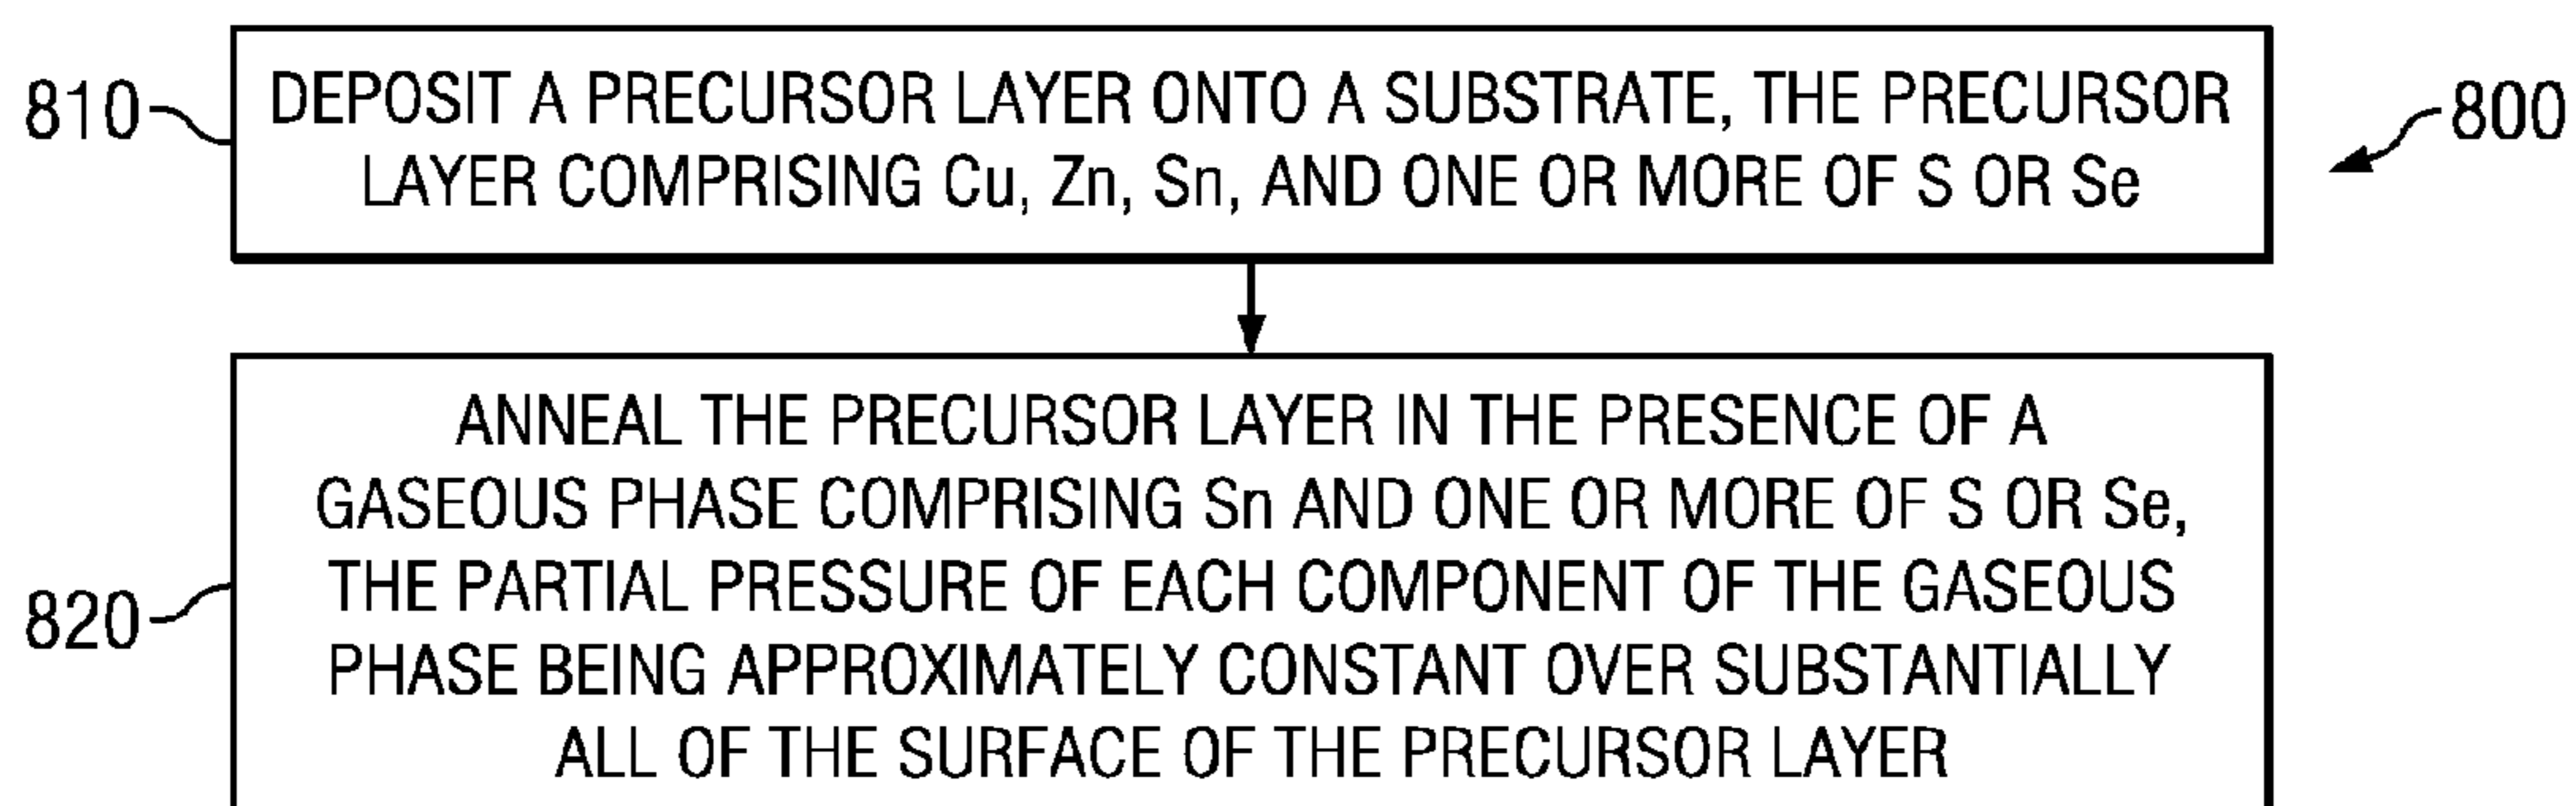 810
DEPOSIT A PRECURSOR LAYER ONTO A SUBSTRATE, THE PRECURSOR
LAYER COMPRISING Cu, Zn, Sn, AND ONE OR MORE OF S OR Se
800
820
ANNEAL THE PRECURSOR LAYER IN THE PRESENCE OF A
GASEOUS PHASE COMPRISING Sn AND ONE OR MORE OF S OR Se,
THE PARTIAL PRESSURE OF EACH COMPONENT OF THE GASEOUS
PHASE BEING APPROXIMATELY CONSTANT OVER SUBSTANTIALLY
ALL OF THE SURFACE OF THE PRECURSOR LAYER